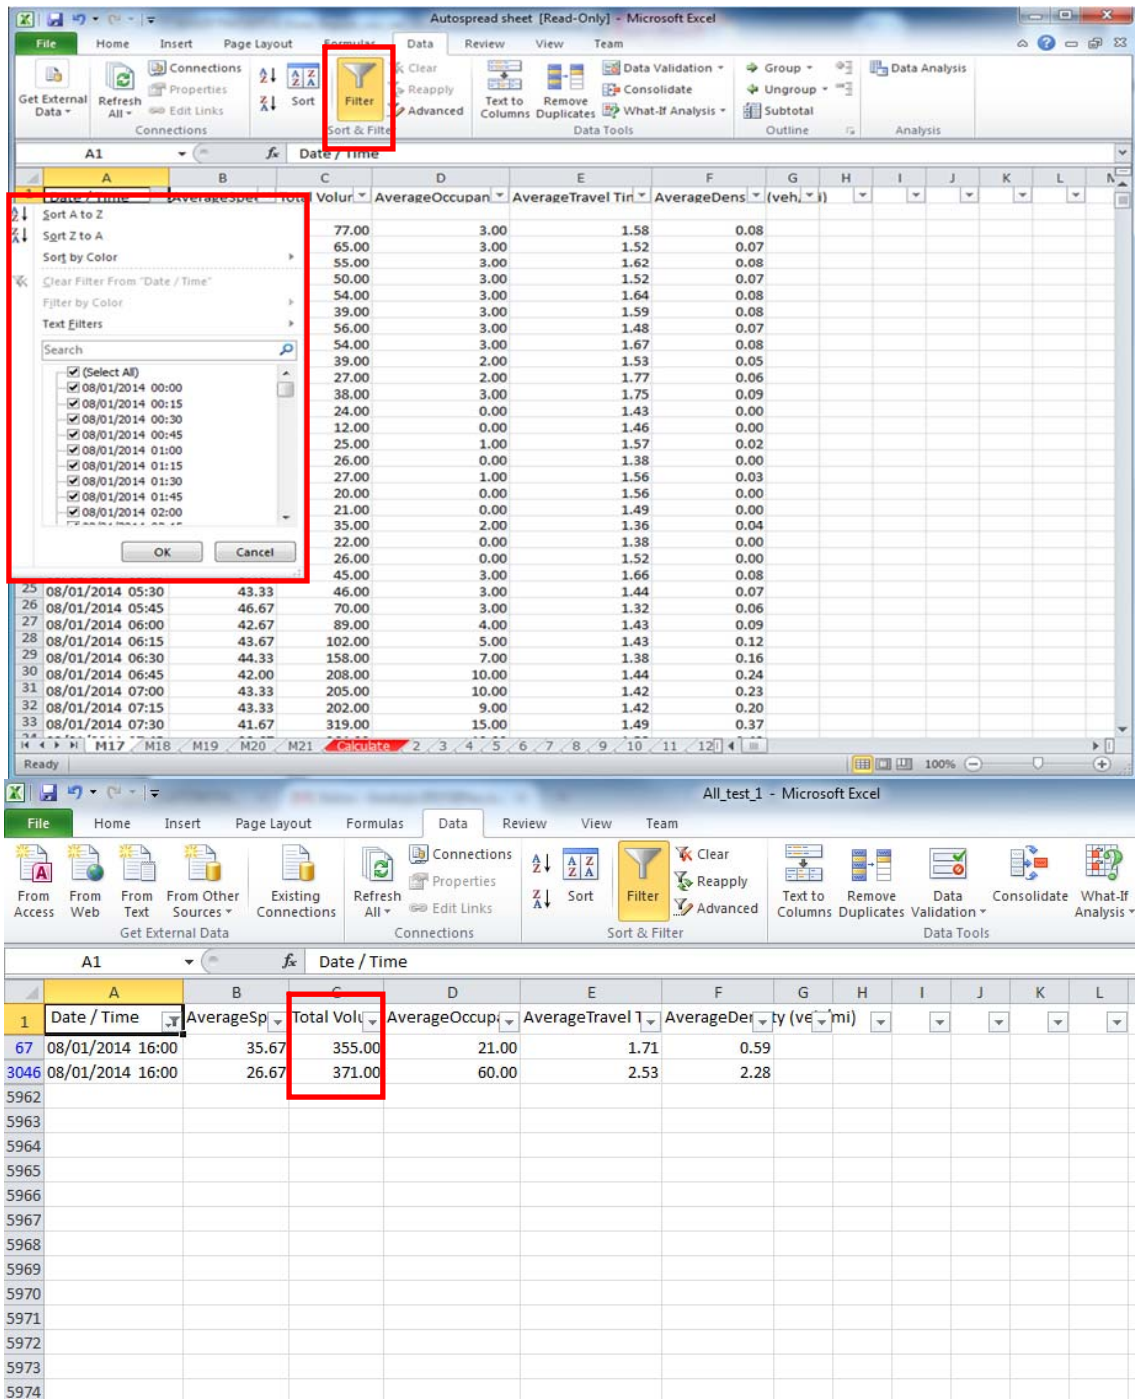 Autospread sheet [Read-Only] - Microsoft Excel
File Home Insert Page Layout Formulas Data Review View Team
Connections Clear Data Validation Group Data Analysis
Properties Reapply Consolidate Ungroup
Get External Data Refresh All Edit Links Sort Filter Advanced Text to Columns Remove Duplicates What-If Analysis Subtotal
Connections Sort & Filte Data Tools Outline Analysis
A1 fx Date / Time
A B C D E F G H I J K L
1 Date / Time AverageSpe Total Volur AverageOccupan AverageTravel Tin AverageDens (veh, i)
Sort A to Z
Sort Z to A
Sort by Color
Clear Filter From "Date / Time"
Filter by Color
Text Filters
Search
(Select All)
08/01/2014 00:00
08/01/2014 00:15
08/01/2014 00:30
08/01/2014 00:45
08/01/2014 01:00
08/01/2014 01:15
08/01/2014 01:30
08/01/2014 01:45
08/01/2014 02:00
OK Cancel
77.00 3.00 1.58 0.08
65.00 3.00 1.52 0.07
55.00 3.00 1.62 0.08
50.00 3.00 1.52 0.07
54.00 3.00 1.64 0.08
39.00 3.00 1.59 0.08
56.00 3.00 1.48 0.07
54.00 3.00 1.67 0.08
39.00 2.00 1.53 0.05
27.00 2.00 1.77 0.06
38.00 3.00 1.75 0.09
24.00 0.00 1.43 0.00
12.00 0.00 1.46 0.00
25.00 1.00 1.57 0.02
26.00 0.00 1.38 0.00
27.00 1.00 1.56 0.03
20.00 0.00 1.56 0.00
21.00 0.00 1.49 0.00
35.00 2.00 1.36 0.04
22.00 0.00 1.38 0.00
26.00 0.00 1.52 0.00
45.00 3.00 1.66 0.08
25 08/01/2014 05:30 43.33 46.00 3.00 1.44 0.07
26 08/01/2014 05:45 46.67 70.00 3.00 1.32 0.06
27 08/01/2014 06:00 42.67 89.00 4.00 1.43 0.09
28 08/01/2014 06:15 43.67 102.00 5.00 1.43 0.12
29 08/01/2014 06:30 44.33 158.00 7.00 1.38 0.16
30 08/01/2014 06:45 42.00 208.00 10.00 1.44 0.24
31 08/01/2014 07:00 43.33 205.00 10.00 1.42 0.23
32 08/01/2014 07:15 43.33 202.00 9.00 1.42 0.20
33 08/01/2014 07:30 41.67 319.00 15.00 1.49 0.37
M17 M18 M19 M20 M21 Calculate 2 3 4 5 6 7 8 9 10 11 12
Ready 100%
All_test_1 - Microsoft Excel
File Home Insert Page Layout Formulas Data Review View Team
Connections Clear
Properties Reapply
From Access From Web From Text From Other Sources Existing Connections Refresh All Edit Links Sort Filter Advanced Text to Columns Remove Duplicates Data Validation Consolidate What-If Analysis
Get External Data Connections Sort & Filter Data Tools
A1 fx Date / Time
A B C D E F G H I J K L
1 Date / Time AverageSp Total Volu AverageOccupa AverageTravel T AverageDen ty (ve mi)
67 08/01/2014 16:00 35.67 355.00 21.00 1.71 0.59
3046 08/01/2014 16:00 26.67 371.00 60.00 2.53 2.28
5962
5963
5964
5965
5966
5967
5968
5969
5970
5971
5972
5973
5974